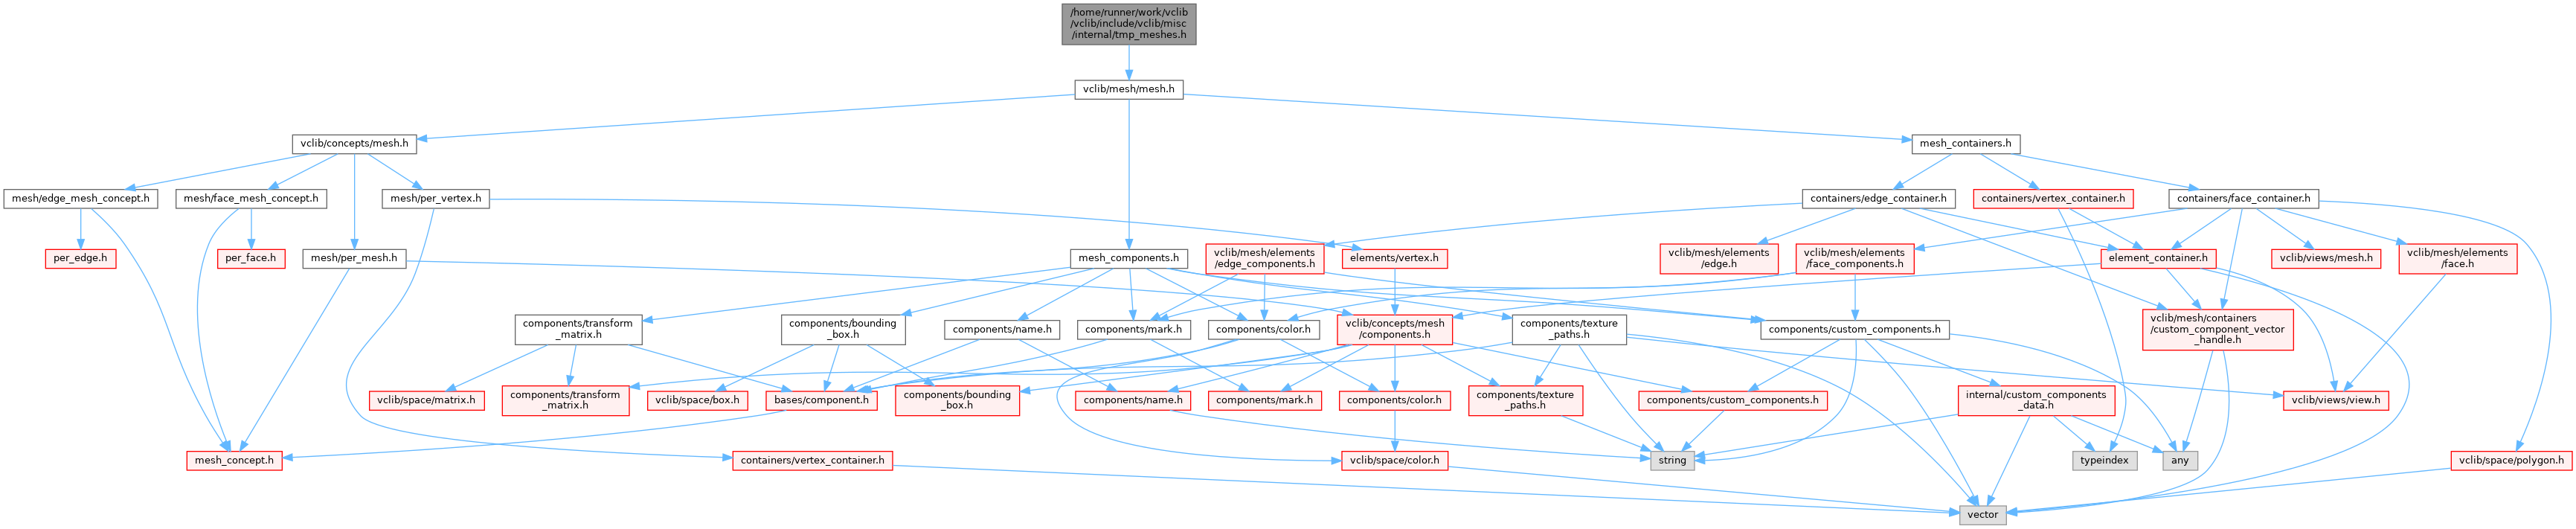 /home/runner/work/vclib
/vclib/include/vclib/misc
/internal/tmp_meshes.h
vclib/mesh/mesh.h
vclib/concepts/mesh.h
mesh_containers.h
mesh/edge_mesh_concept.h
mesh/face_mesh_concept.h
mesh/per_vertex.h
containers/edge_container.h
containers/vertex_container.h
containers/face_container.h
per_edge.h
per_face.h
mesh/per_mesh.h
mesh_components.h
vclib/mesh/elements
/edge_components.h
elements/vertex.h
vclib/mesh/elements
/edge.h
vclib/mesh/elements
/face_components.h
element_container.h
vclib/views/mesh.h
vclib/mesh/elements
/face.h
components/transform
_matrix.h
components/bounding
_box.h
components/name.h
components/mark.h
components/color.h
vclib/concepts/mesh
/components.h
components/texture
_paths.h
components/custom_components.h
vclib/mesh/containers
/custom_component_vector
_handle.h
vclib/space/matrix.h
components/transform
_matrix.h
vclib/space/box.h
bases/component.h
components/bounding
_box.h
components/name.h
components/mark.h
components/color.h
components/texture
_paths.h
components/custom_components.h
internal/custom_components
_data.h
vclib/views/view.h
mesh_concept.h
containers/vertex_container.h
vclib/space/color.h
string
typeindex
any
vclib/space/polygon.h
vector